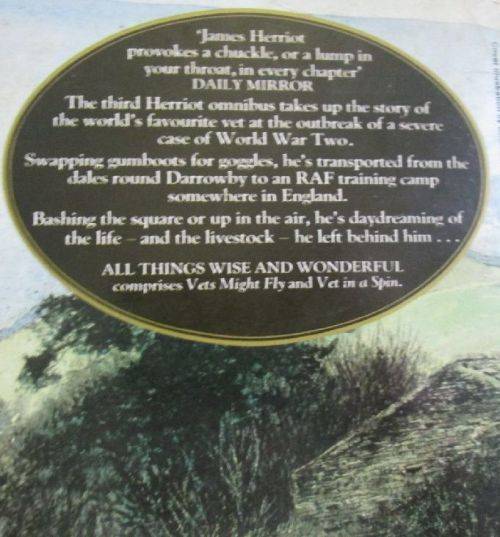 'James Herriot
provokes a chuckle, or a lump in
your throat, in every chapter'
DAILY MIRROR
The third Herriot omnibus takes up the story of
the world's favourite vet at the outbreak of a severe
case of World War Two.
Swapping gumboots for goggles, he's transported from the
dales round Darrowby to an RAF training camp
somewhere in England.
Bashing the square or up in the air, he's daydreaming of
the life – and the livestock – he left behind him . . .
ALL THINGS WISE AND WONDERFUL
comprises Vets Might Fly and Vet in a Spin.